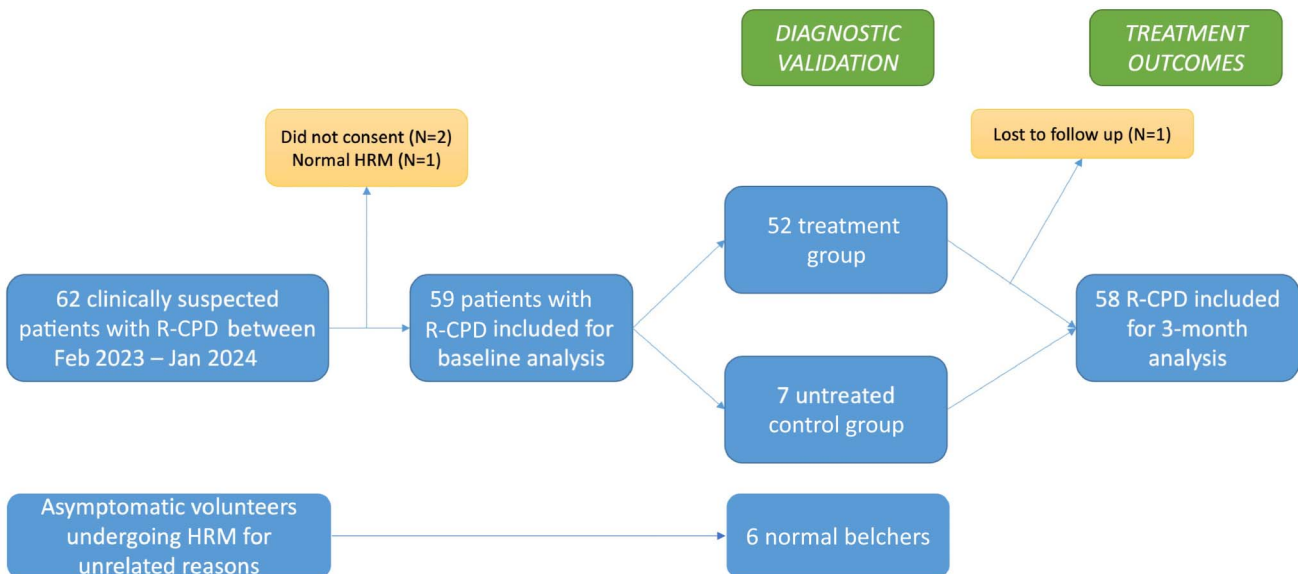 DIAGNOSTIC
VALIDATION
TREATMENT
OUTCOMES
Did not consent (N=2)
Normal HRM (N=1)
Lost to follow up (N=1)
62 clinically suspected
patients with R-CPD between
Feb 2023 – Jan 2024
59 patients with
R-CPD included for
baseline analysis
52 treatment
group
7 untreated
control group
58 R-CPD included
for 3-month
analysis
Asymptomatic volunteers
undergoing HRM for
unrelated reasons
6 normal belchers